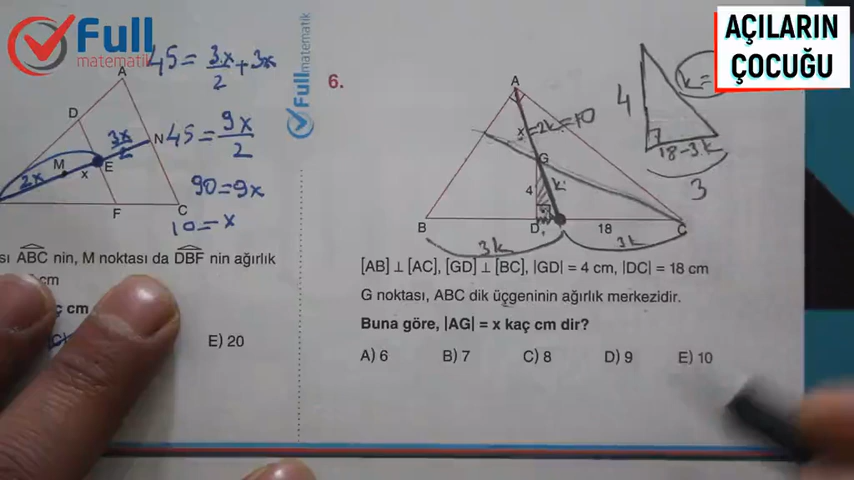 Full
matematik
AÇILARIN
ÇOCUĞU
45 = 3x/2 + 3x
A
D
3x/2
N
45 = 9x/2
M
E
2x
x
90 = 9x
F
C
10 = x
ABC nin, M noktası da DBF nin ağırlık
cm
ç cm
E) 20
Full matematik
6.
A
x = 2k = 10
G
4
k
B
D
18
C
3k
3k
4
k =
18-3k
3
[AB] ⊥ [AC], [GD] ⊥ [BC], |GD| = 4 cm, |DC| = 18 cm
G noktası, ABC dik üçgeninin ağırlık merkezidir.
Buna göre, |AG| = x kaç cm dir?
A) 6 B) 7 C) 8 D) 9 E) 10